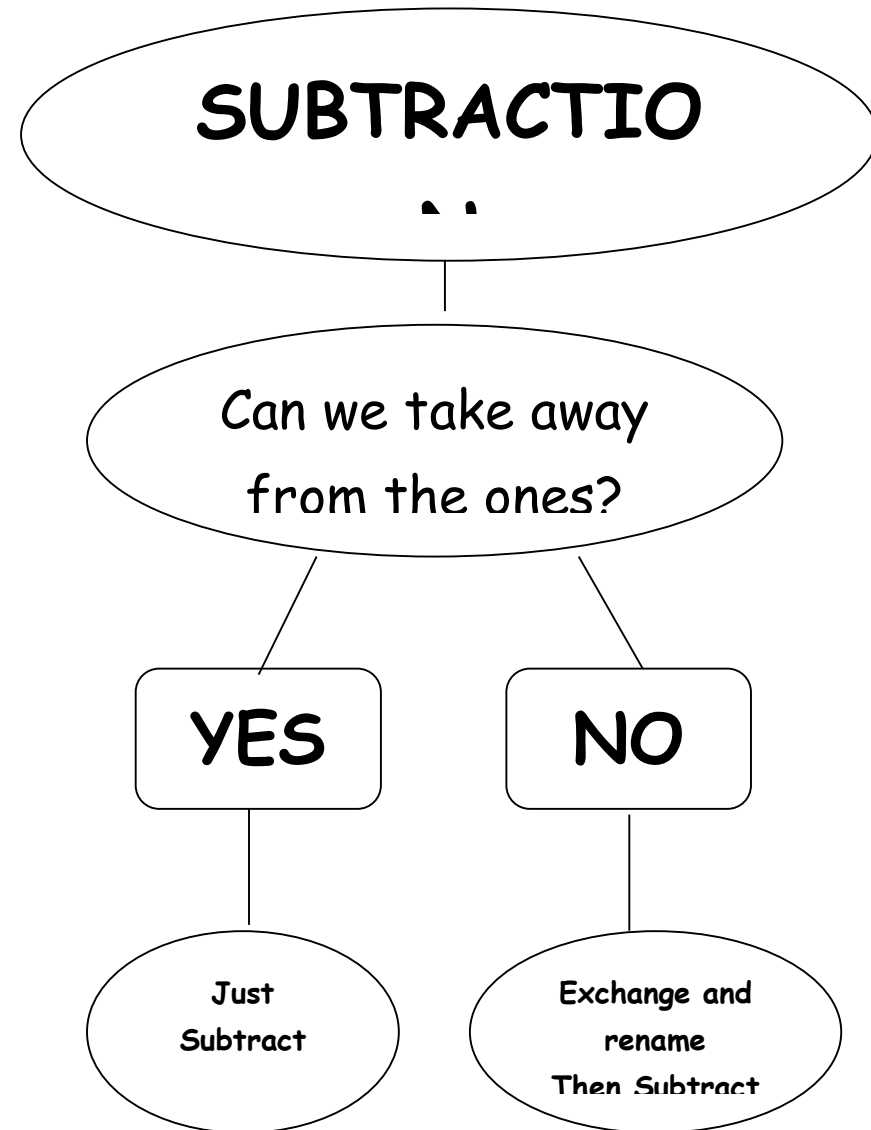 SUBTRACTIO
N
Can we take away
from the ones?
YES
NO
Just
Subtract
Exchange and
rename
Then Subtract